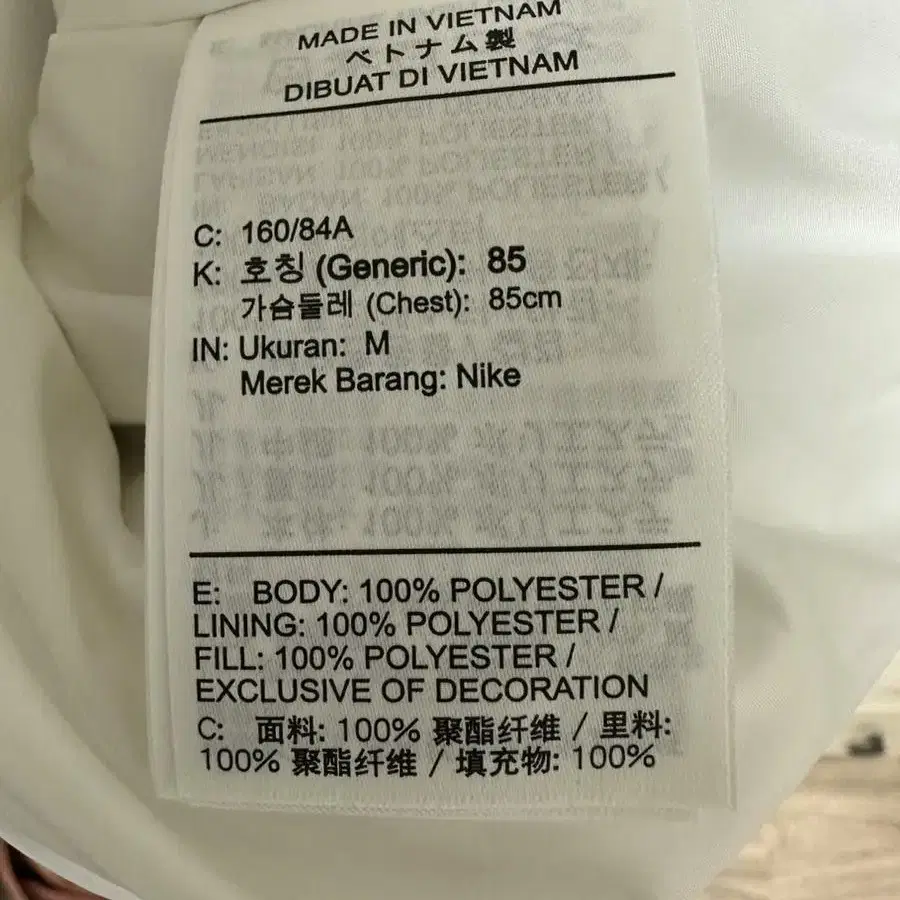 MADE IN VIETNAM
ベトナム製
DIBUAT DI VIETNAM
C: 160/84A
K: 호칭 (Generic): 85
가슴둘레 (Chest): 85cm
IN: Ukuran: M
Merek Barang: Nike
E: BODY: 100% POLYESTER /
LINING: 100% POLYESTER /
FILL: 100% POLYESTER /
EXCLUSIVE OF DECORATION
C: 面料: 100% 聚酯纤维 / 里料:
100% 聚酯纤维 / 填充物: 100%